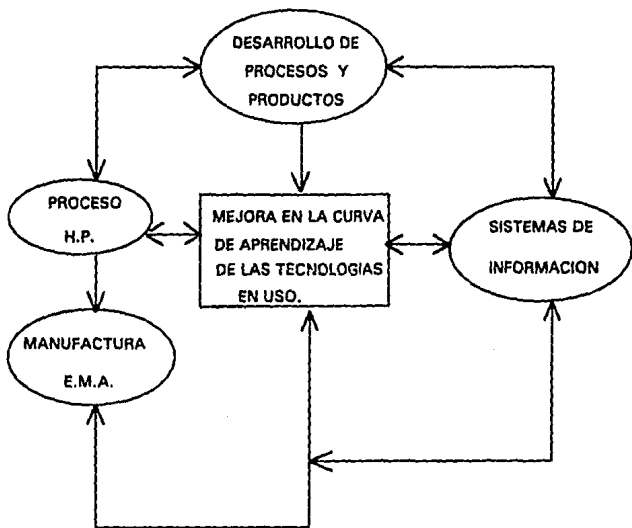 DESARROLLO DE
PROCESOS Y
PRODUCTOS
PROCESO
H.P.
MEJORA EN LA CURVA
DE APRENDIZAJE
DE LAS TECNOLOGIAS
EN USO.
SISTEMAS DE
INFORMACION
MANUFACTURA
E.M.A.